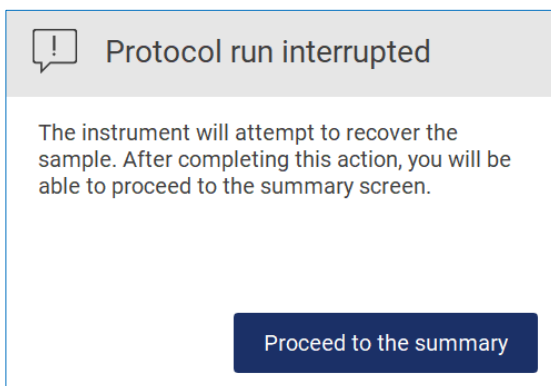 Protocol run interrupted
The instrument will attempt to recover the
sample. After completing this action, you will be
able to proceed to the summary screen.
Proceed to the summary